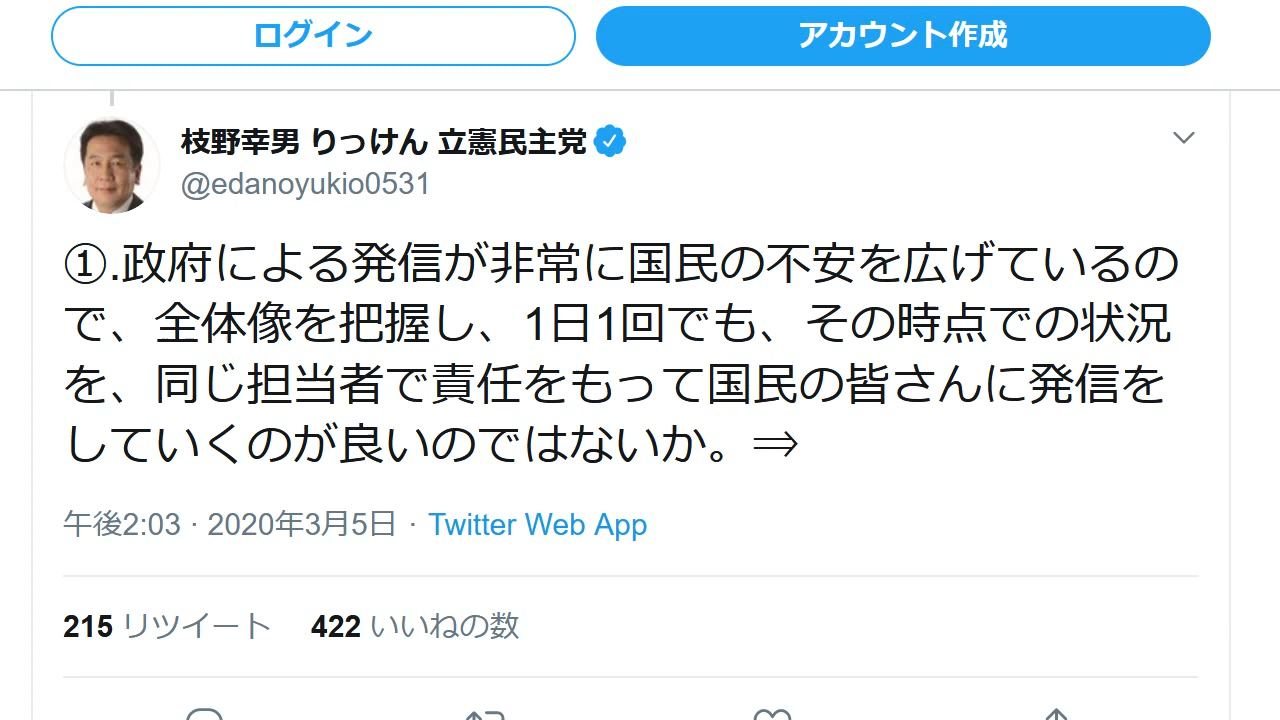 ログイン
アカウント作成
枝野幸男 りっけん 立憲民主党
@edanoyukio0531
①.政府による発信が非常に国民の不安を広げているの
で、全体像を把握し、1日1回でも、その時点での状況
を、同じ担当者で責任をもって国民の皆さんに発信を
していくのが良いのではないか。⇒
午後2:03 · 2020年3月5日 · Twitter Web App
215 リツイート 422 いいねの数